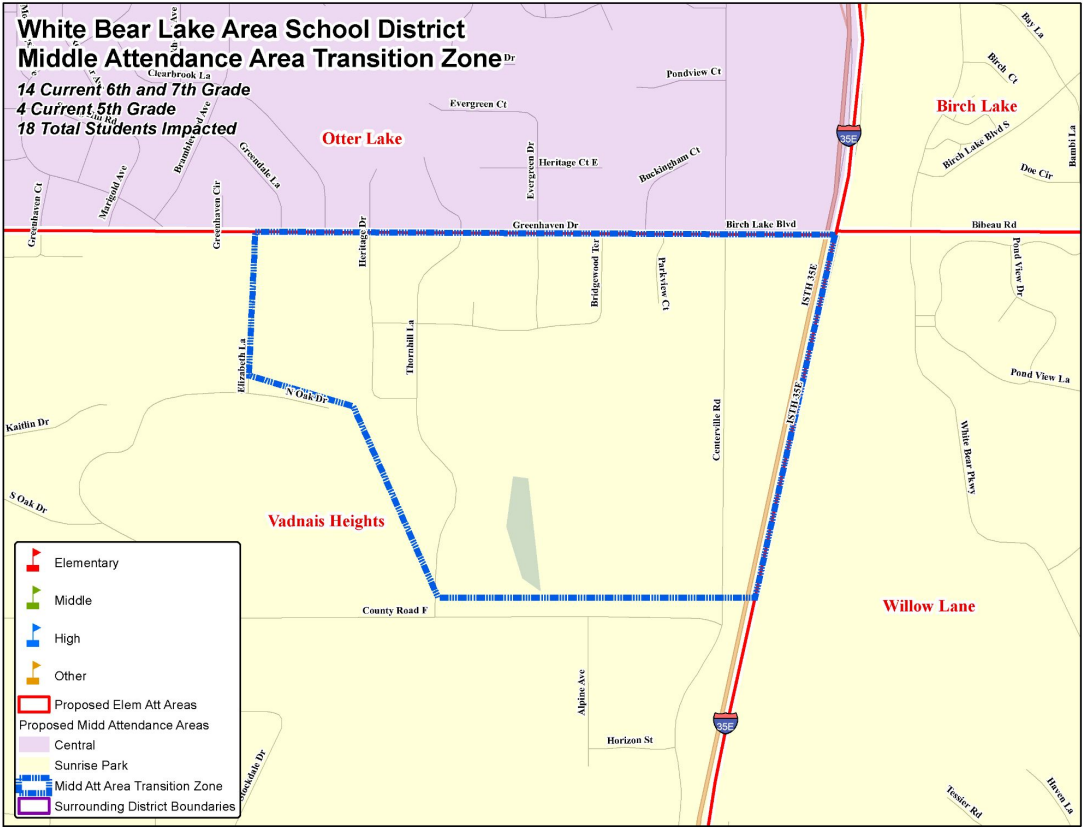 White Bear Lake Area School District
Middle Attendance Area Transition Zone
14 Current 6th and 7th Grade
4 Current 5th Grade
18 Total Students Impacted
Dr
Clearbrook La
Ave
Rd
Bramblewood Ave
Marigold Ave
Greendale La
Greenhaven Ct
Greenhaven Cir
Otter Lake
Evergreen Ct
Evergreen Dr
Heritage Ct E
Pondview Ct
Buckingham Ct
35E
Birch Lake
Bay La
Birch Ct
Birch Lake Blvd S
Bambi La
Doe Cir
Heritage Dr
Greenhaven Dr
Birch Lake Blvd
Bibeau Rd
Bridgewood Ter
Parkview Ct
ISTH 35E
Pond View Dr
Elizabeth La
Thornhill La
N Oak Dr
Centerville Rd
ISTH 35E
Pond View La
Kaitlin Dr
White Bear Pkwy
S Oak Dr
Vadnais Heights
County Road F
Willow Lane
Alpine Ave
Horizon St
35E
Stockdale Dr
Tessier Rd
Haven La
Elementary
Middle
High
Other
Proposed Elem Att Areas
Proposed Midd Attendance Areas
Central
Sunrise Park
Midd Att Area Transition Zone
Surrounding District Boundaries